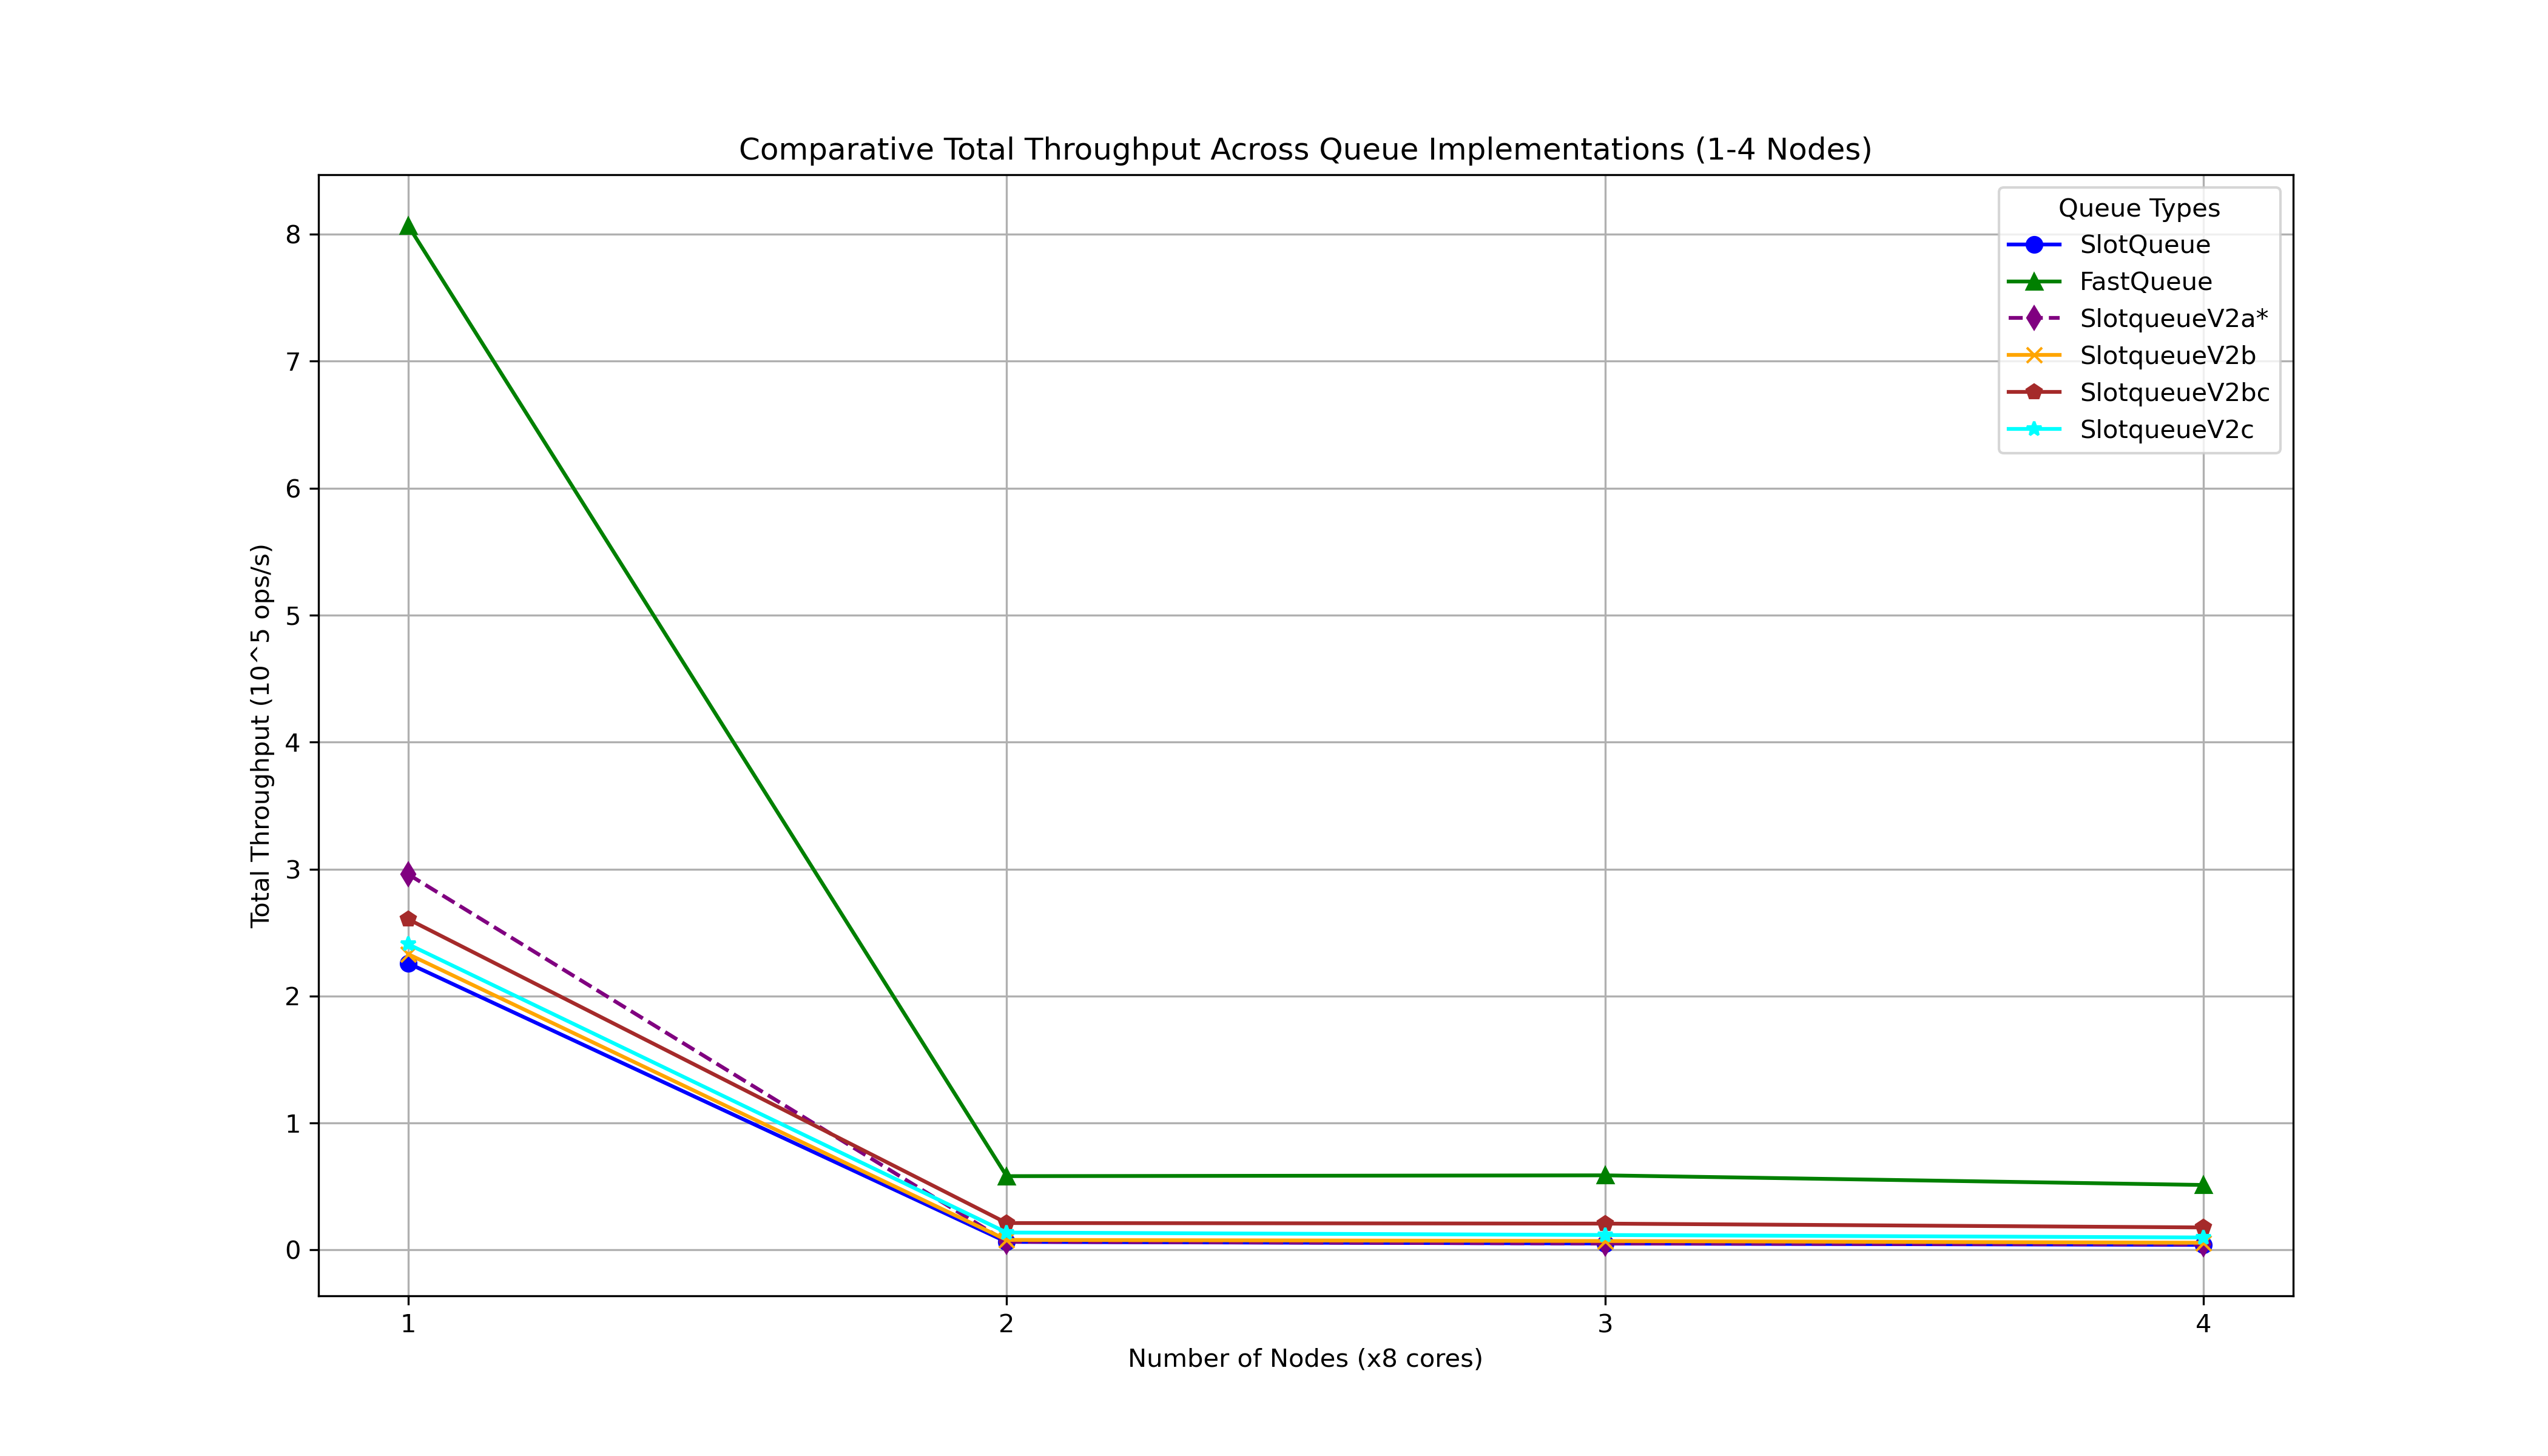 Comparative Total Throughput Across Queue Implementations (1-4 Nodes)
Total Throughput (10^5 ops/s)
8
7
6
5
4
3
2
1
0
Queue Types
SlotQueue
FastQueue
SlotqueueV2a*
SlotqueueV2b
SlotqueueV2bc
SlotqueueV2c
1 2 3 4
Number of Nodes (x8 cores)